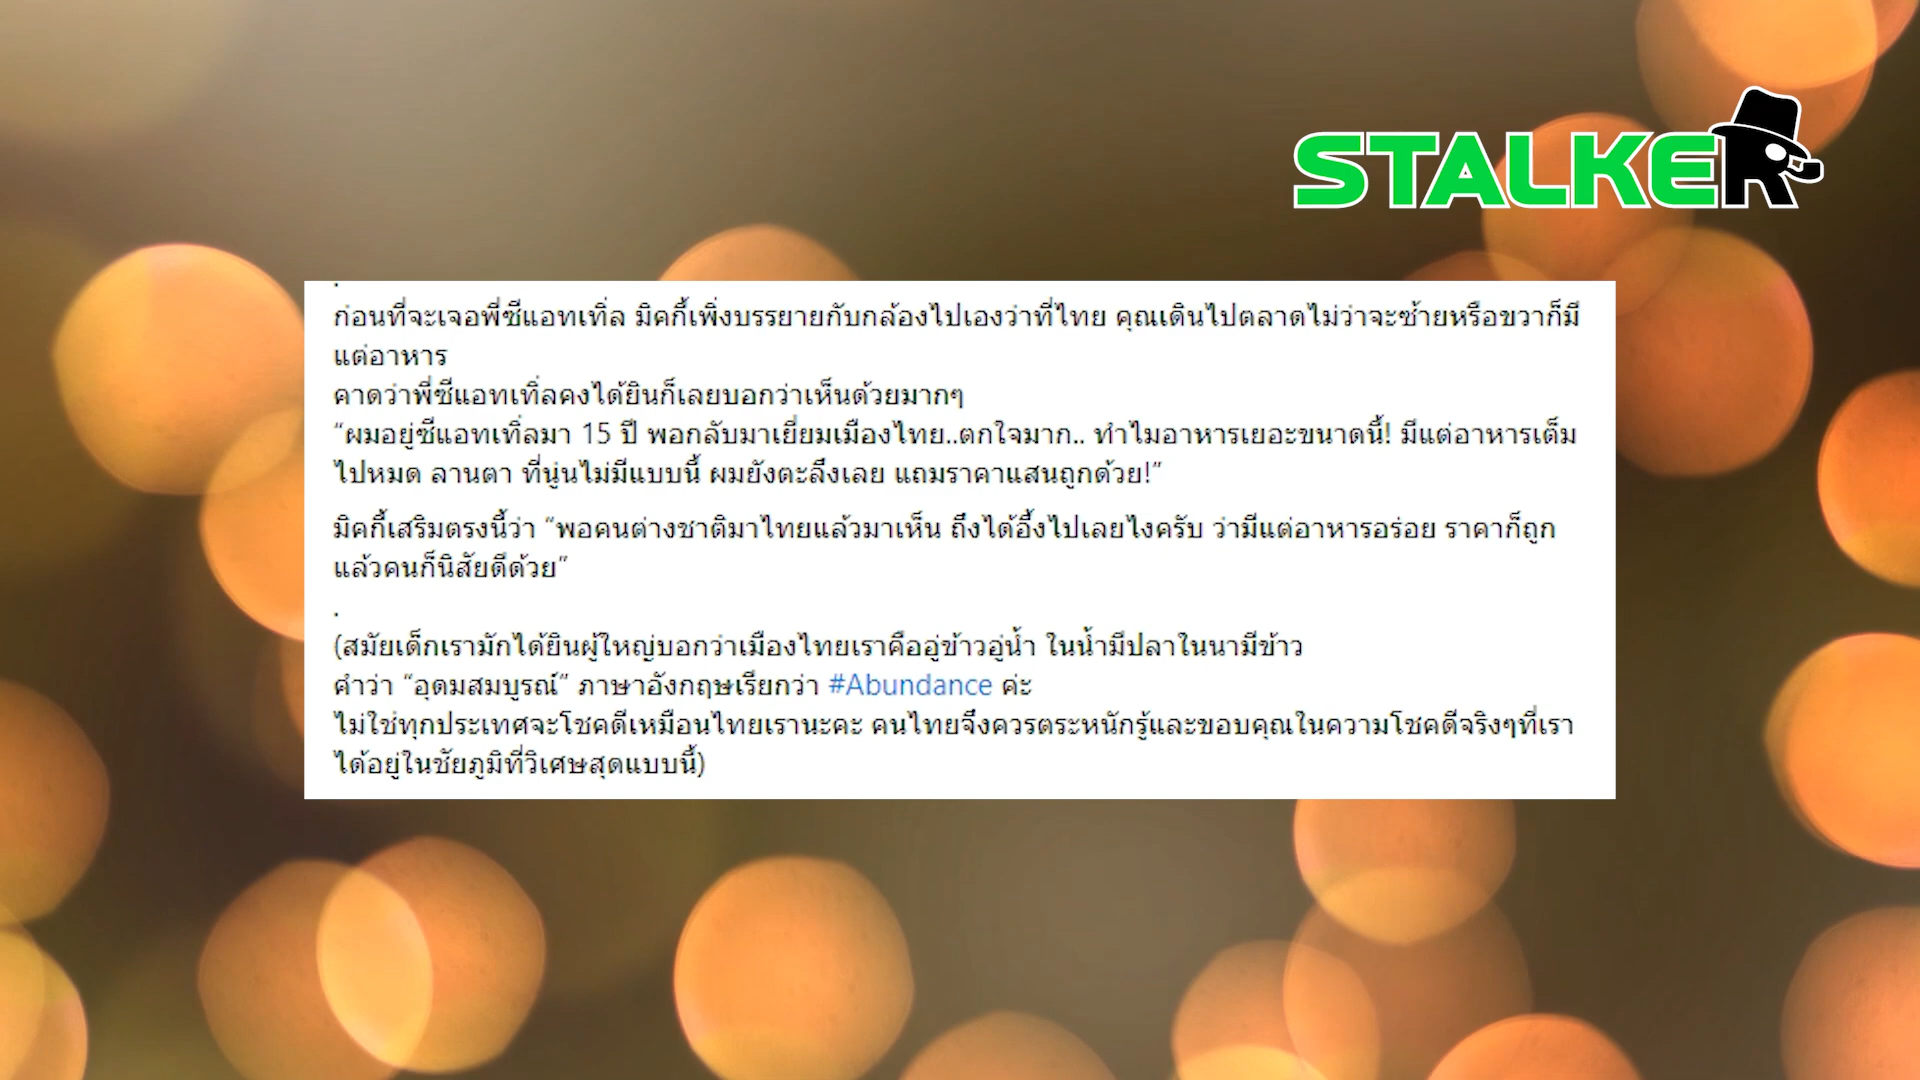 STALKER
.
ก่อนที่จะเจอพี่ซีแอทเทิ่ล มิคกี้เพิ่งบรรยายกับกล้องไปเองว่าที่ไทย คุณเดินไปตลาดไม่ว่าจะซ้ายหรือขวาก็มี
แต่อาหาร
คาดว่าพี่ซีแอทเทิ่ลคงได้ยินก็เลยบอกว่าเห็นด้วยมากๆ
“ผมอยู่ซีแอทเทิ่ลมา 15 ปี พอกลับมาเยี่ยมเมืองไทย..ตกใจมาก.. ทำไมอาหารเยอะขนาดนี้! มีแต่อาหารเต็ม
ไปหมด ลานตา ที่นู่นไม่มีแบบนี้ ผมยังตะลึงเลย แถมราคาแสนถูกด้วย!”
มิคกี้เสริมตรงนี้ว่า “พอคนต่างชาติมาไทยแล้วมาเห็น ถึงได้อึ้งไปเลยไงครับ ว่ามีแต่อาหารอร่อย ราคาก็ถูก
แล้วคนก็นิสัยดีด้วย”
.
(สมัยเด็กเรามักได้ยินผู้ใหญ่บอกว่าเมืองไทยเราคืออู่ข้าวอู่น้ำ ในน้ำมีปลาในนามีข้าว
คำว่า “อุดมสมบูรณ์” ภาษาอังกฤษเรียกว่า #Abundance ค่ะ
ไม่ใช่ทุกประเทศจะโชคดีเหมือนไทยเรานะคะ คนไทยจึงควรตระหนักรู้และขอบคุณในความโชคดีจริงๆที่เรา
ได้อยู่ในชัยภูมิที่วิเศษสุดแบบนี้)